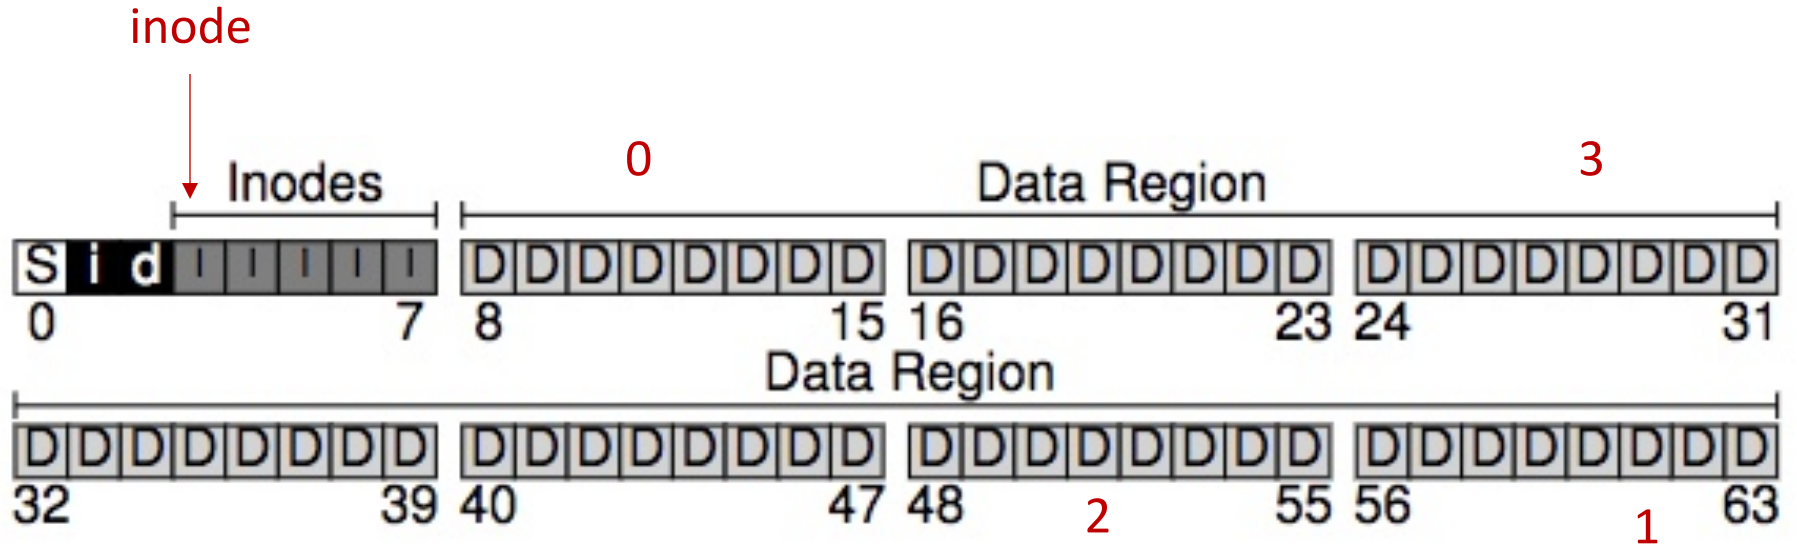 inode
0
3
Inodes
Data Region
S i d I I I I I D D D D D D D D D D D D D D D D D D D D D D D D
0 7 8 15 16 23 24 31
Data Region
D D D D D D D D D D D D D D D D D D D D D D D D D D D D D D D D
32 39 40 47 48 55 56 63
2
1